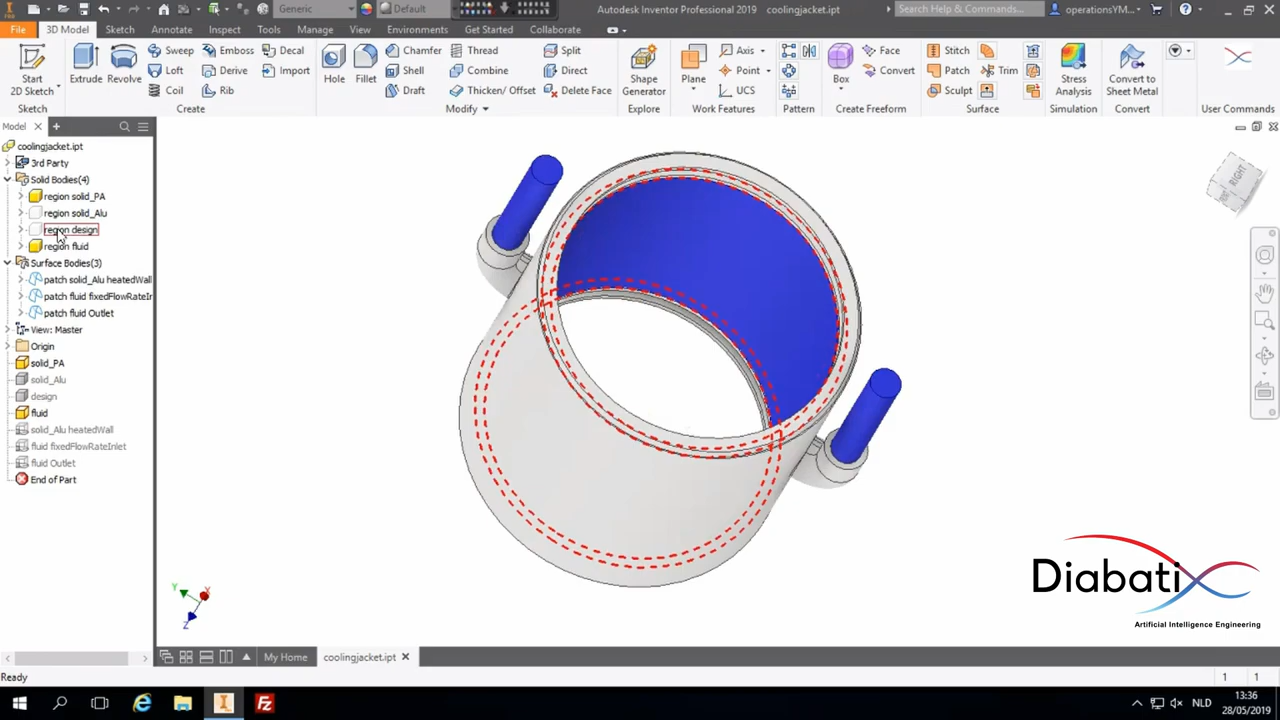 Generic
Default
Autodesk Inventor Professional 2019 coolingjacket.ipt
Search Help & Commands...
operationsYM...
File
3D Model
Sketch
Annotate
Inspect
Tools
Manage
View
Environments
Get Started
Collaborate
Start
2D Sketch
Extrude
Revolve
Sweep
Loft
Coil
Emboss
Derive
Rib
Decal
Import
Hole
Fillet
Chamfer
Shell
Draft
Thread
Combine
Thicken/ Offset
Split
Direct
Delete Face
Shape
Generator
Plane
Axis
Point
UCS
Box
Face
Convert
Stitch
Patch
Sculpt
Trim
Stress
Analysis
Convert to
Sheet Metal
Sketch
Create
Modify
Explore
Work Features
Pattern
Create Freeform
Surface
Simulation
Convert
User Commands
Model
coolingjacket.ipt
3rd Party
Solid Bodies(4)
region solid_PA
region solid_Alu
region design
region fluid
Surface Bodies(3)
patch solid_Alu heatedWall
patch fluid fixedFlowRateIr
patch fluid Outlet
View: Master
Origin
solid_PA
solid_Alu
design
fluid
solid_Alu heatedWall
fluid fixedFlowRateInlet
fluid Outlet
End of Part
RIGHT
Y
X
Z
Diabatix
Artificial Intelligence Engineering
My Home
coolingjacket.ipt
Ready
1
1
NLD
13:36
28/05/2019